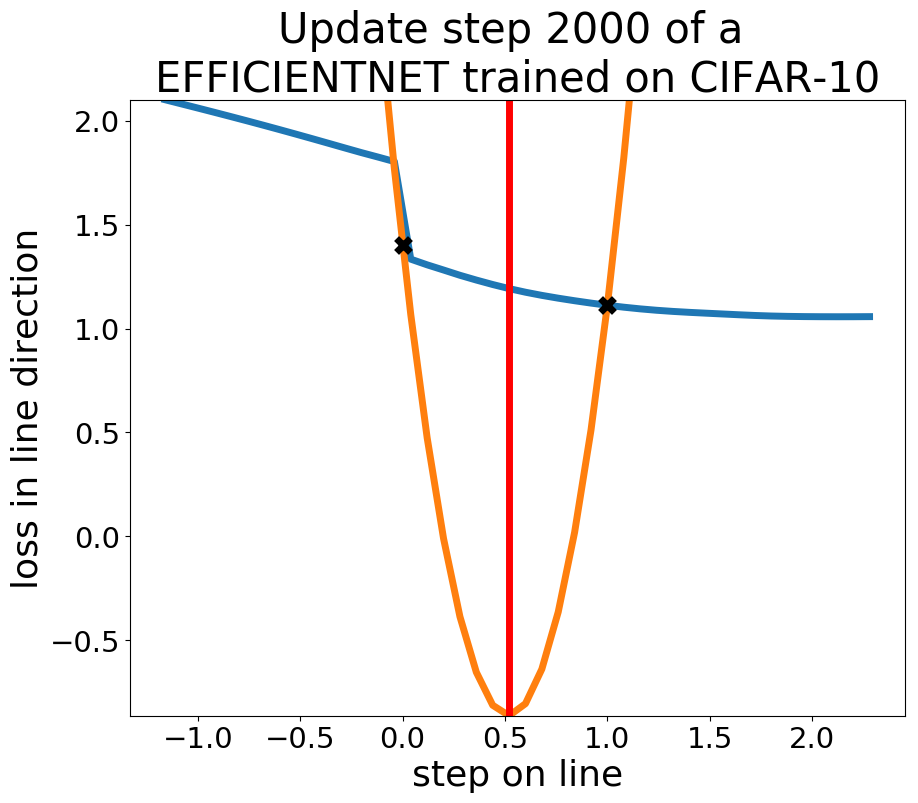 Update step 2000 of a
EFFICIENTNET trained on CIFAR-10
2.0
1.5
1.0
0.5
0.0
−0.5
loss in line direction
−1.0 −0.5 0.0 0.5 1.0 1.5 2.0
step on line